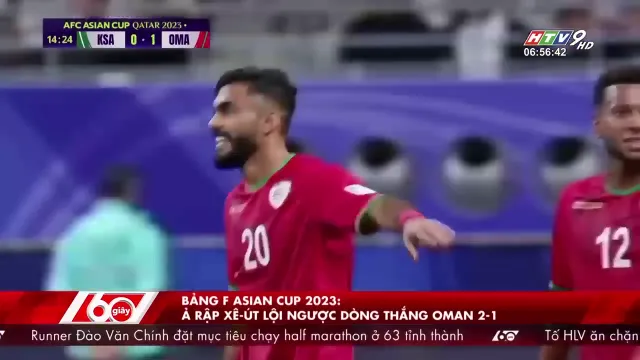 AFC ASIAN CUP QATAR 2023
14:24 KSA 0 - 1 OMA
HTV9 HD
06:56:42
20
12
60 giây
BẢNG F ASIAN CUP 2023:
Ả RẬP XÊ-ÚT LỘI NGƯỢC DÒNG THẮNG OMAN 2-1
Runner Đào Văn Chính đặt mục tiêu chạy half marathon ở 63 tỉnh thành 60 Tổ HLV ăn chặn